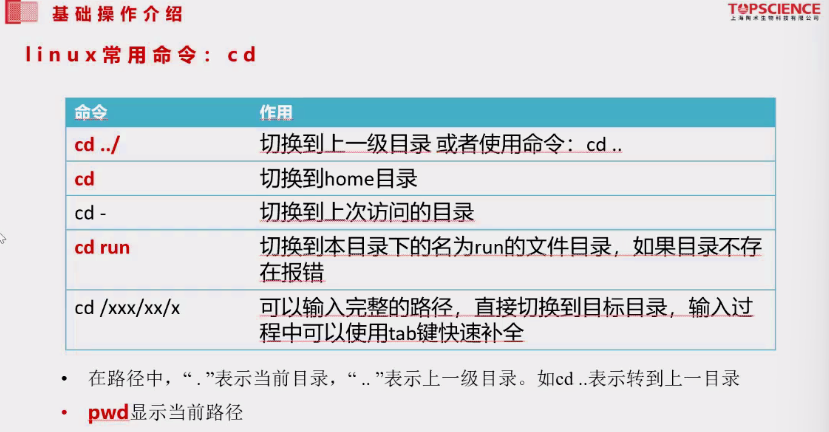 基础操作介绍
TOPSCIENCE
上海陶术生物科技有限公司
linux常用命令：cd
命令 作用
cd ../ 切换到上一级目录 或者使用命令：cd ..
cd 切换到home目录
cd - 切换到上次访问的目录
cd run 切换到本目录下的名为run的文件目录，如果目录不存
在报错
cd /xxx/xx/x 可以输入完整的路径，直接切换到目标目录，输入过
程中可以使用tab键快速补全
• 在路径中，“ . ”表示当前目录，“ .. ”表示上一级目录。如cd ..表示转到上一目录
• pwd显示当前路径